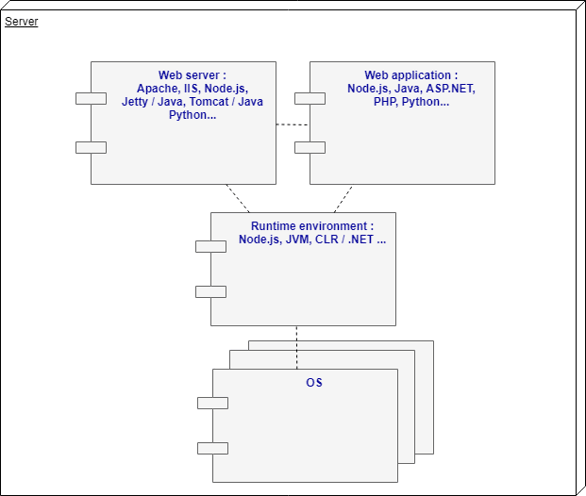 Server
Web server :
Apache, IIS, Node.js,
Jetty / Java, Tomcat / Java
Python...
Web application :
Node.js, Java, ASP.NET,
PHP, Python...
Runtime environment :
Node.js, JVM, CLR / .NET ...
OS